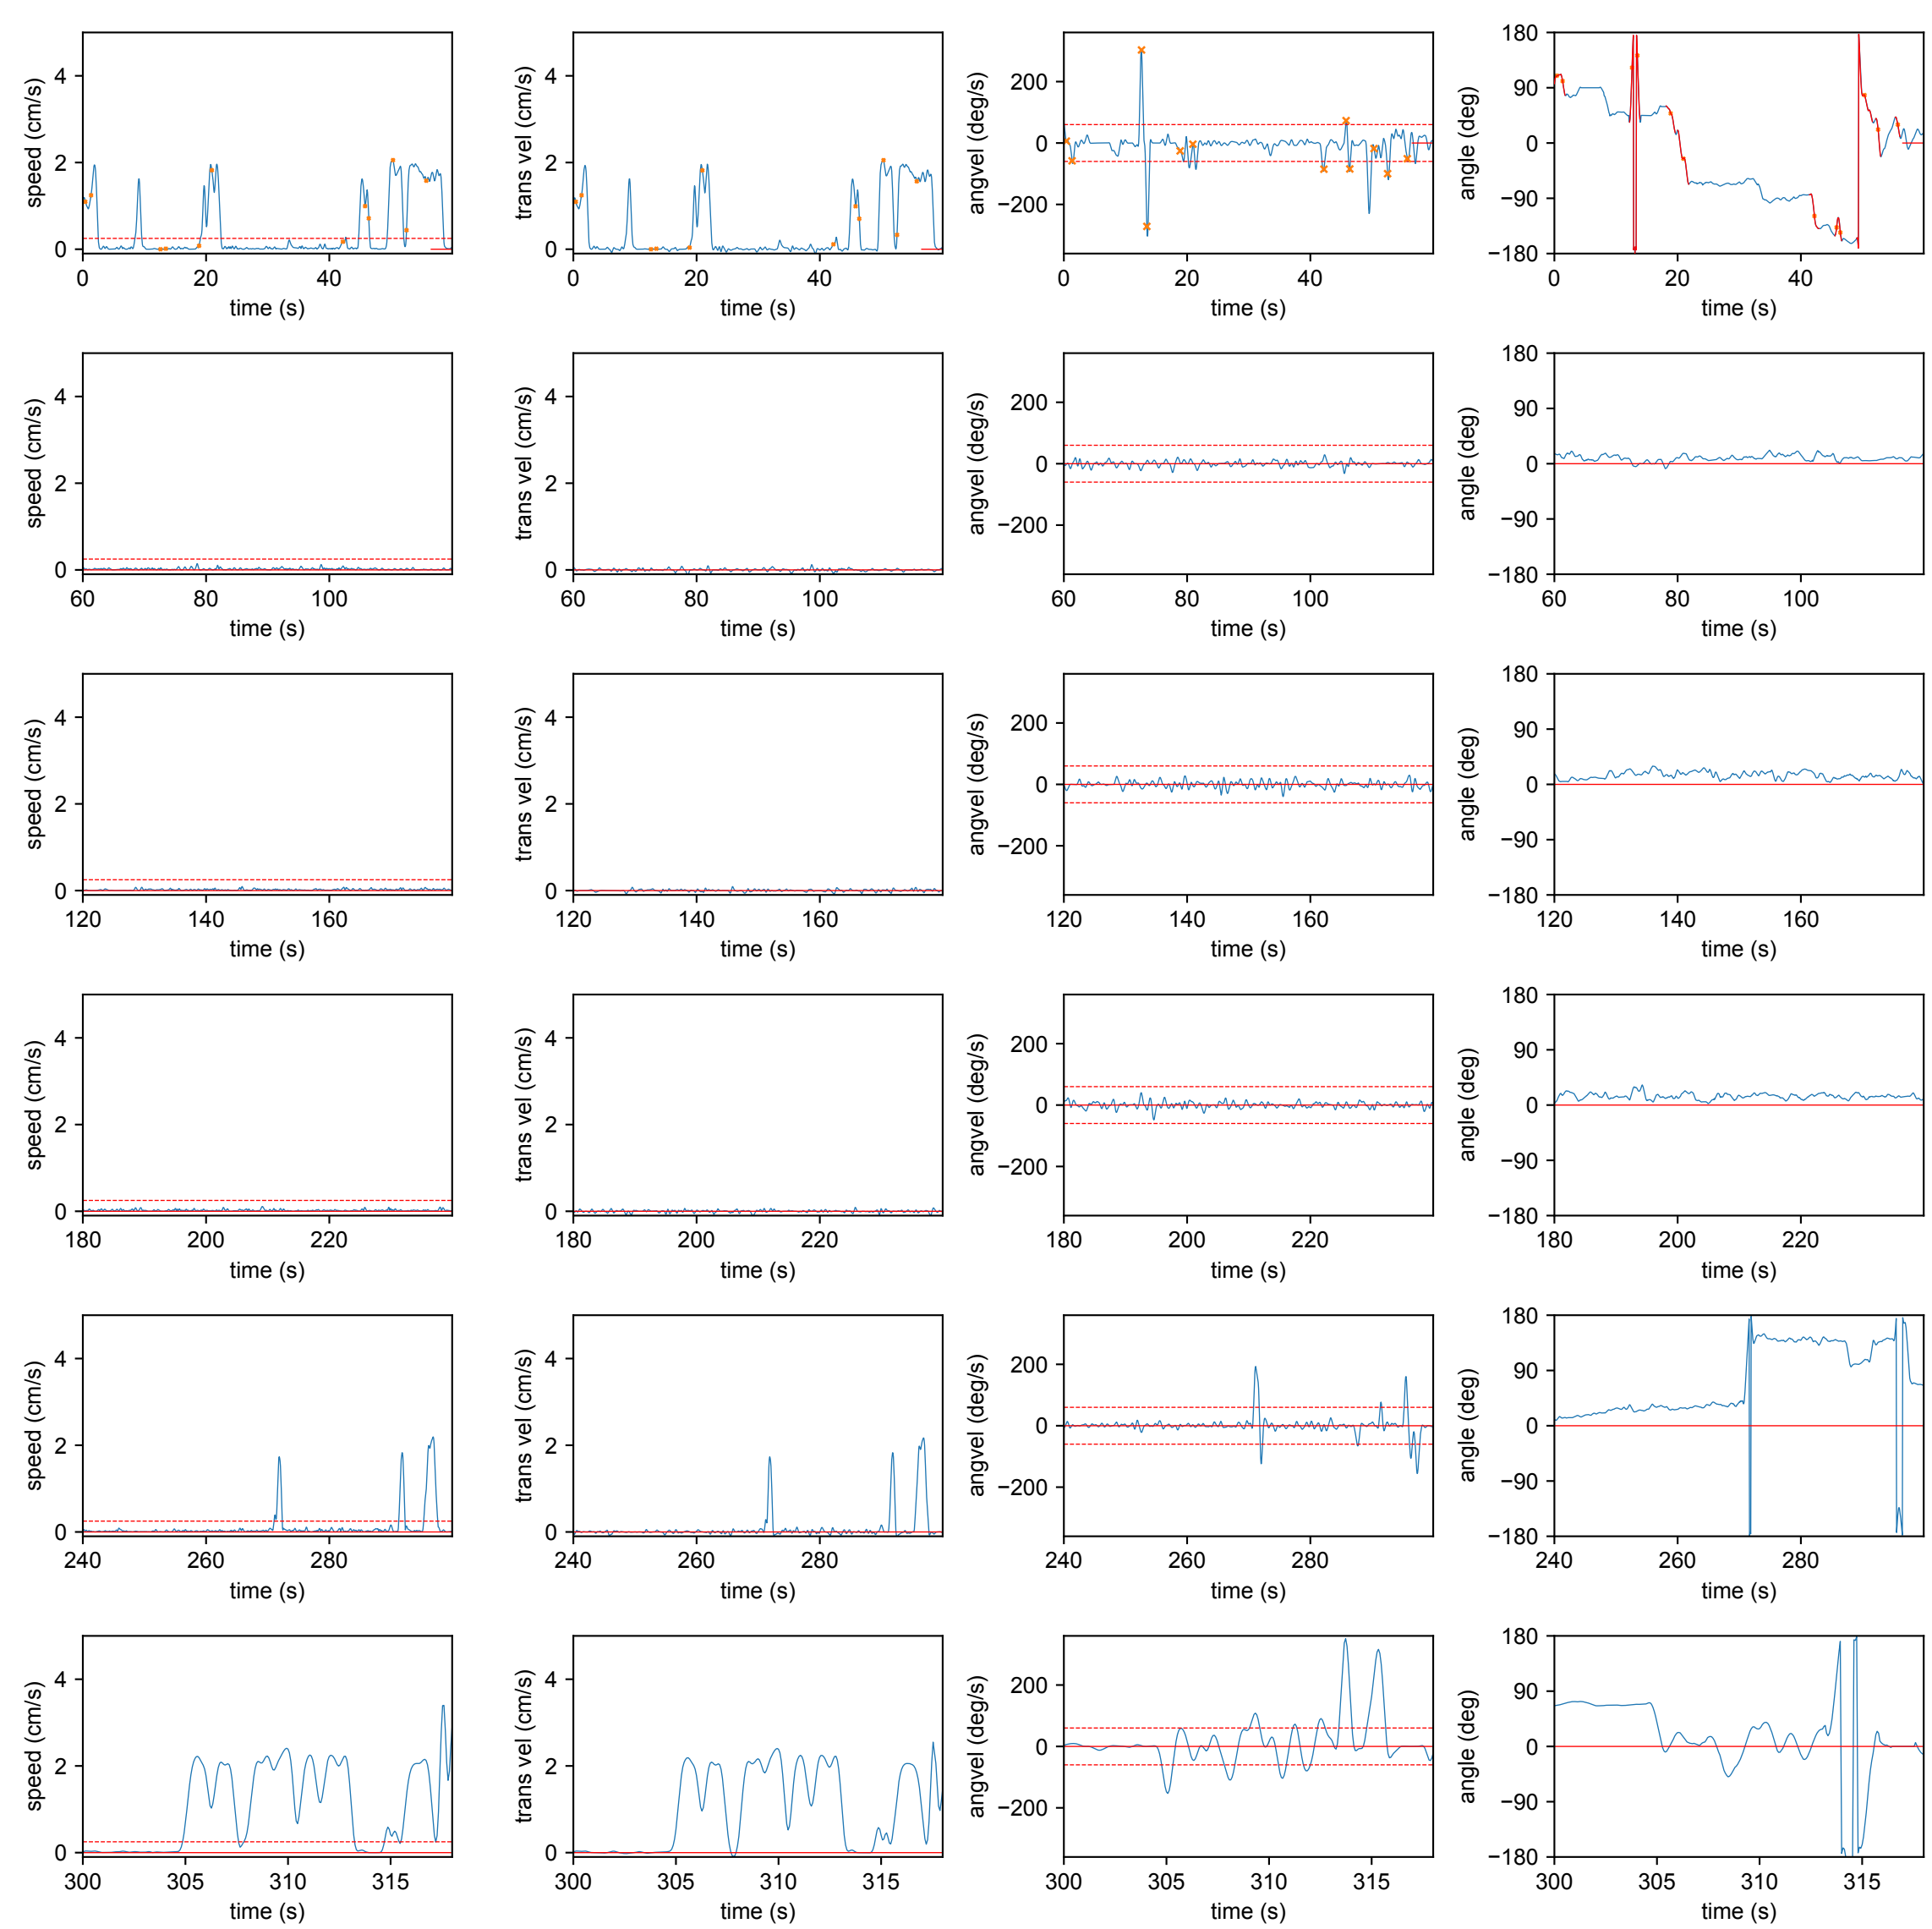 speed (cm/s) 4 2 0 0 20 40 time (s)
trans vel (cm/s) 4 2 0 0 20 40 time (s)
angvel (deg/s) 200 0 −200 0 20 40 time (s)
angle (deg) 180 90 0 −90 −180 0 20 40 time (s)
speed (cm/s) 4 2 0 60 80 100 time (s)
trans vel (cm/s) 4 2 0 60 80 100 time (s)
angvel (deg/s) 200 0 −200 60 80 100 time (s)
angle (deg) 180 90 0 −90 −180 60 80 100 time (s)
speed (cm/s) 4 2 0 120 140 160 time (s)
trans vel (cm/s) 4 2 0 120 140 160 time (s)
angvel (deg/s) 200 0 −200 120 140 160 time (s)
angle (deg) 180 90 0 −90 −180 120 140 160 time (s)
speed (cm/s) 4 2 0 180 200 220 time (s)
trans vel (cm/s) 4 2 0 180 200 220 time (s)
angvel (deg/s) 200 0 −200 180 200 220 time (s)
angle (deg) 180 90 0 −90 −180 180 200 220 time (s)
speed (cm/s) 4 2 0 240 260 280 time (s)
trans vel (cm/s) 4 2 0 240 260 280 time (s)
angvel (deg/s) 200 0 −200 240 260 280 time (s)
angle (deg) 180 90 0 −90 −180 240 260 280 time (s)
speed (cm/s) 4 2 0 300 305 310 315 time (s)
trans vel (cm/s) 4 2 0 300 305 310 315 time (s)
angvel (deg/s) 200 0 −200 300 305 310 315 time (s)
angle (deg) 180 90 0 −90 −180 300 305 310 315 time (s)